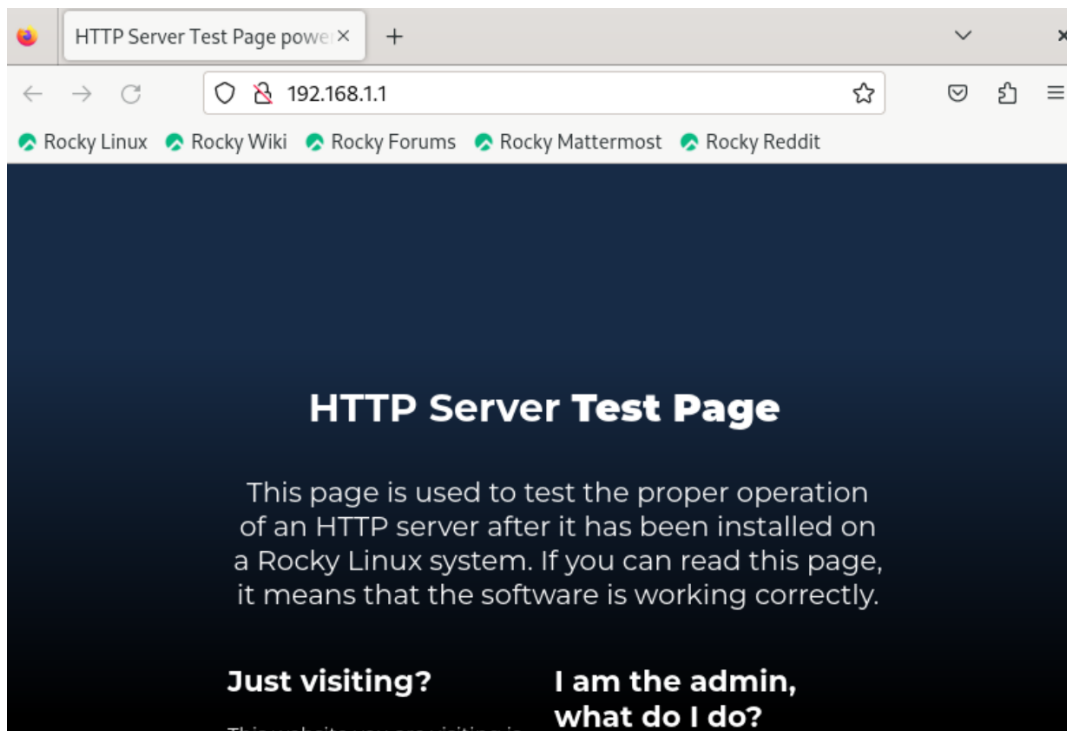 HTTP Server Test Page powe
192.168.1.1
Rocky Linux Rocky Wiki Rocky Forums Rocky Mattermost Rocky Reddit
HTTP Server Test Page
This page is used to test the proper operation
of an HTTP server after it has been installed on
a Rocky Linux system. If you can read this page,
it means that the software is working correctly.
Just visiting?
I am the admin,
what do I do?